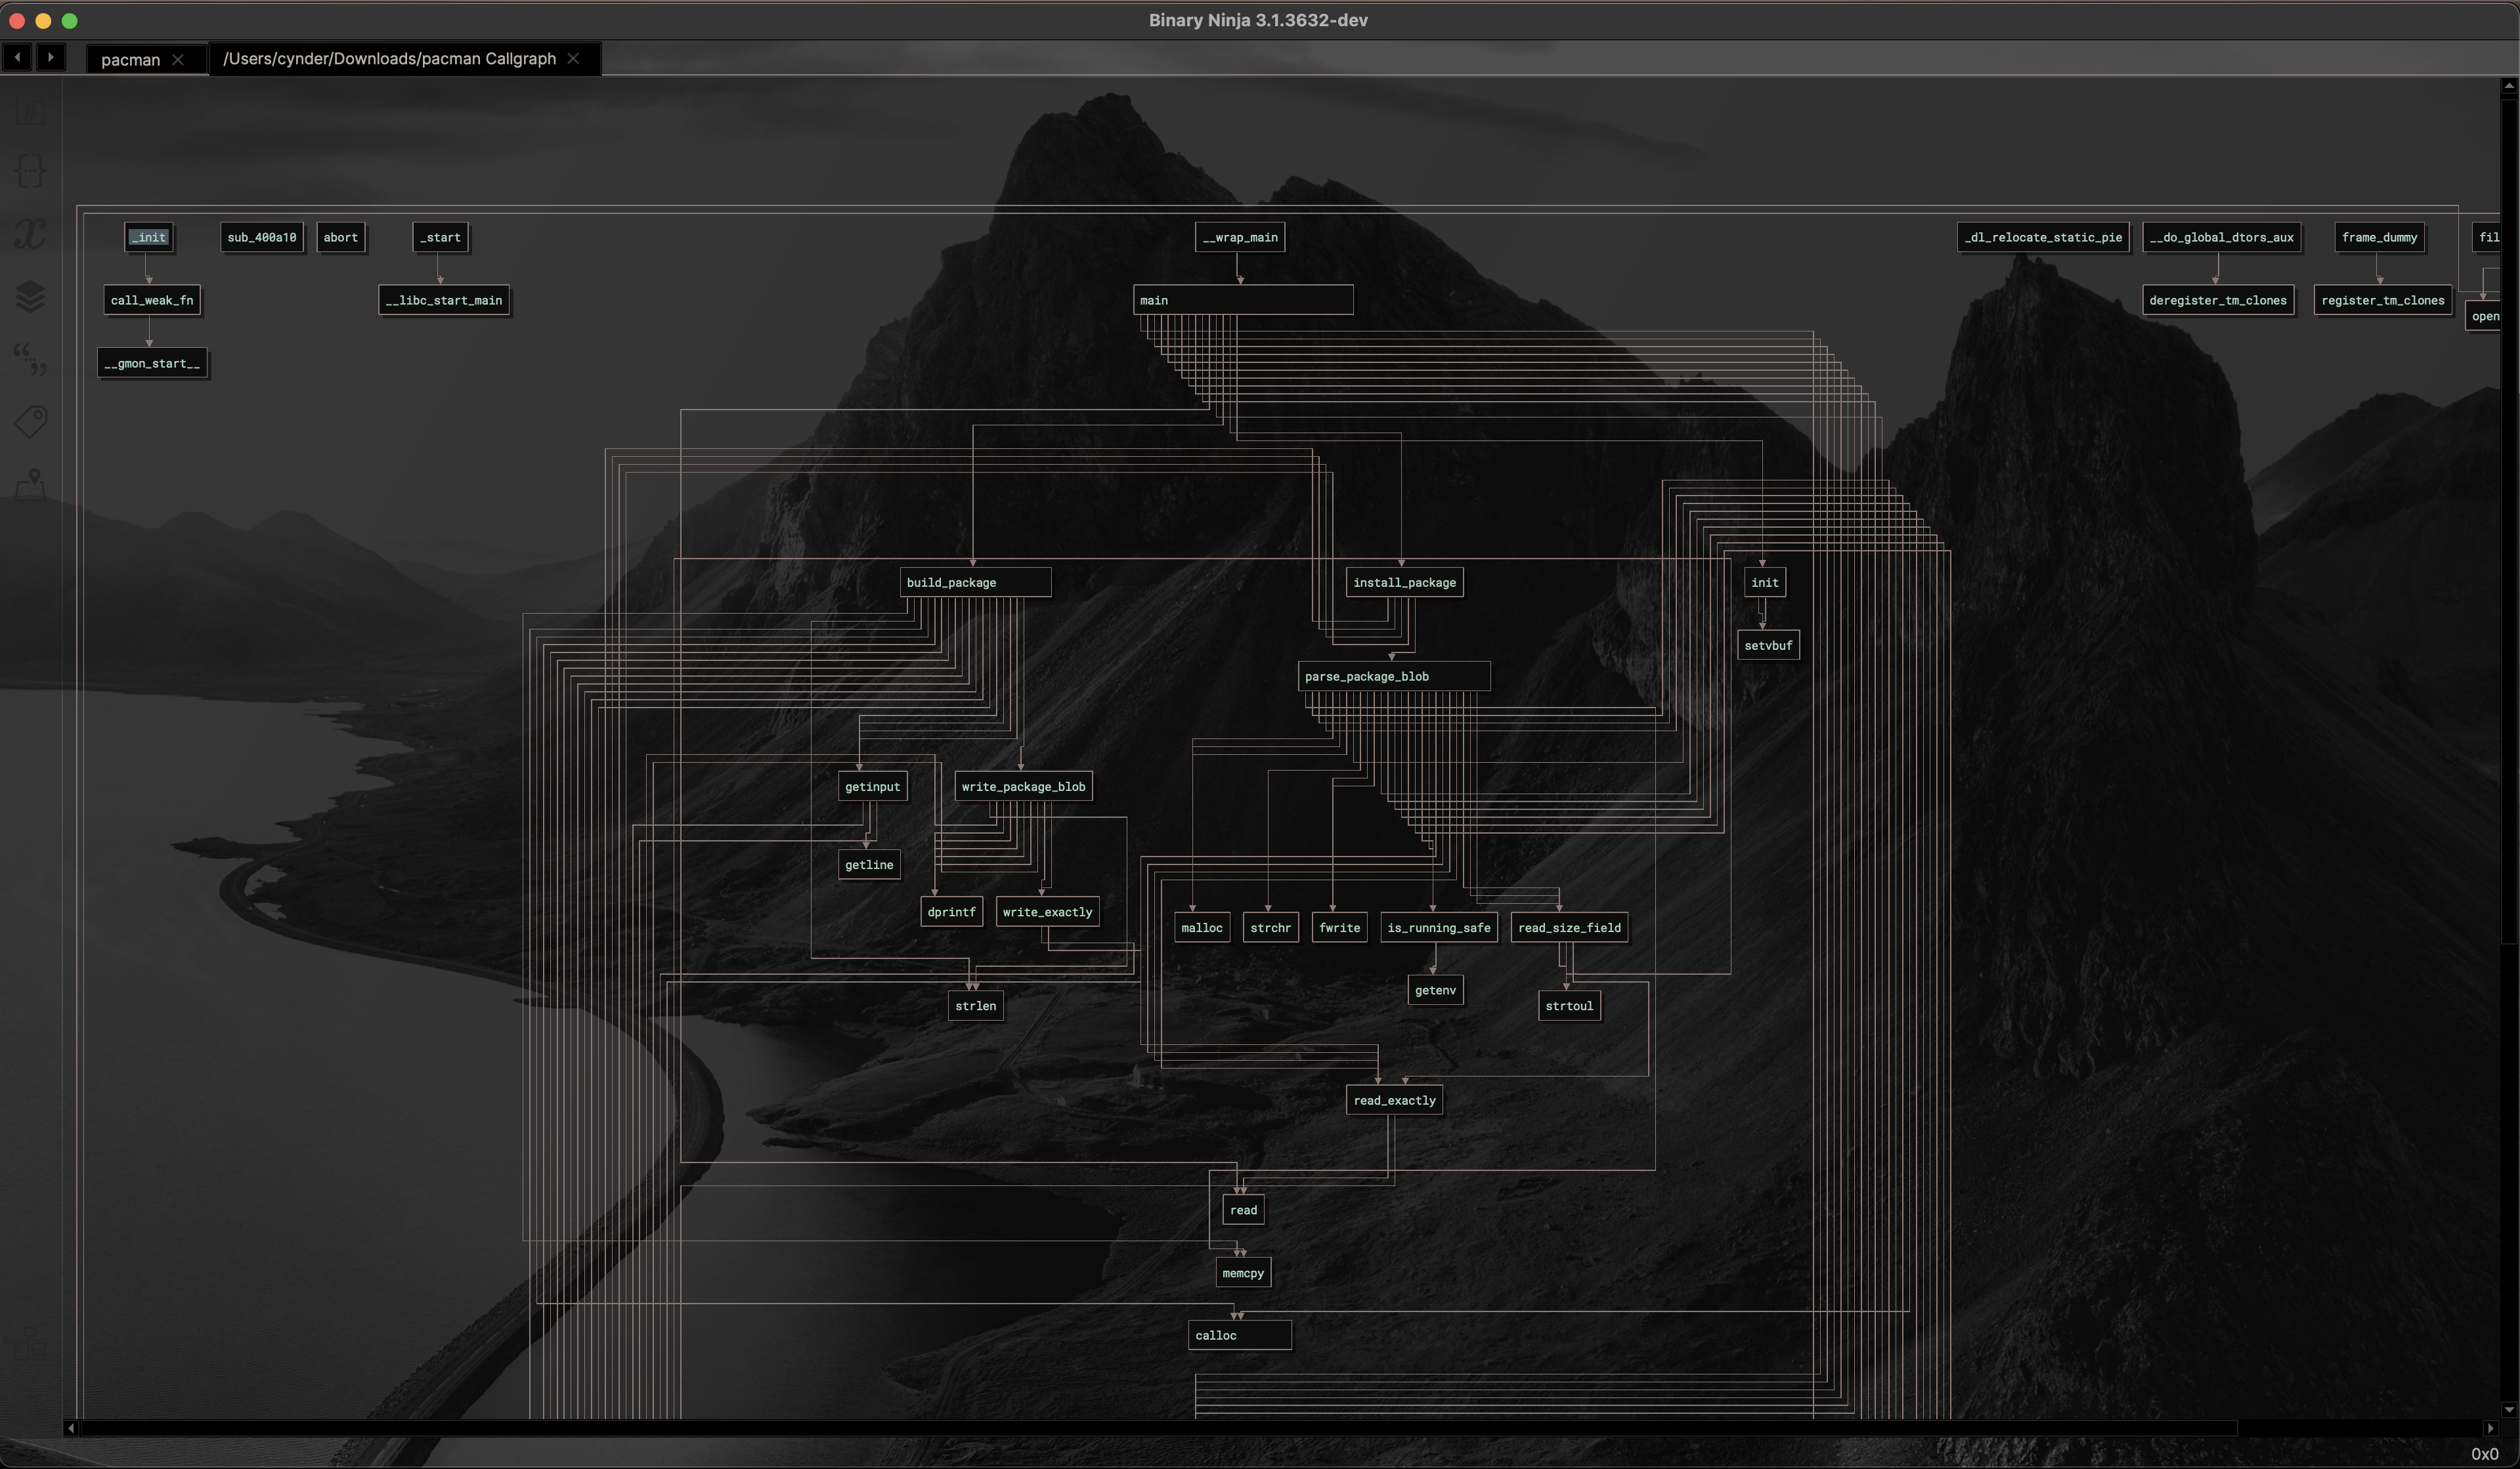 Binary Ninja 3.1.3632-dev
pacman
/Users/cynder/Downloads/pacman Callgraph
_init
sub_400a10
abort
_start
__wrap_main
_dl_relocate_static_pie
__do_global_dtors_aux
frame_dummy
fil
call_weak_fn
__libc_start_main
main
deregister_tm_clones
register_tm_clones
open
__gmon_start__
build_package
install_package
init
setvbuf
parse_package_blob
getinput
write_package_blob
getline
dprintf
write_exactly
malloc
strchr
fwrite
is_running_safe
read_size_field
strlen
getenv
strtoul
read_exactly
read
memcpy
calloc
0x0